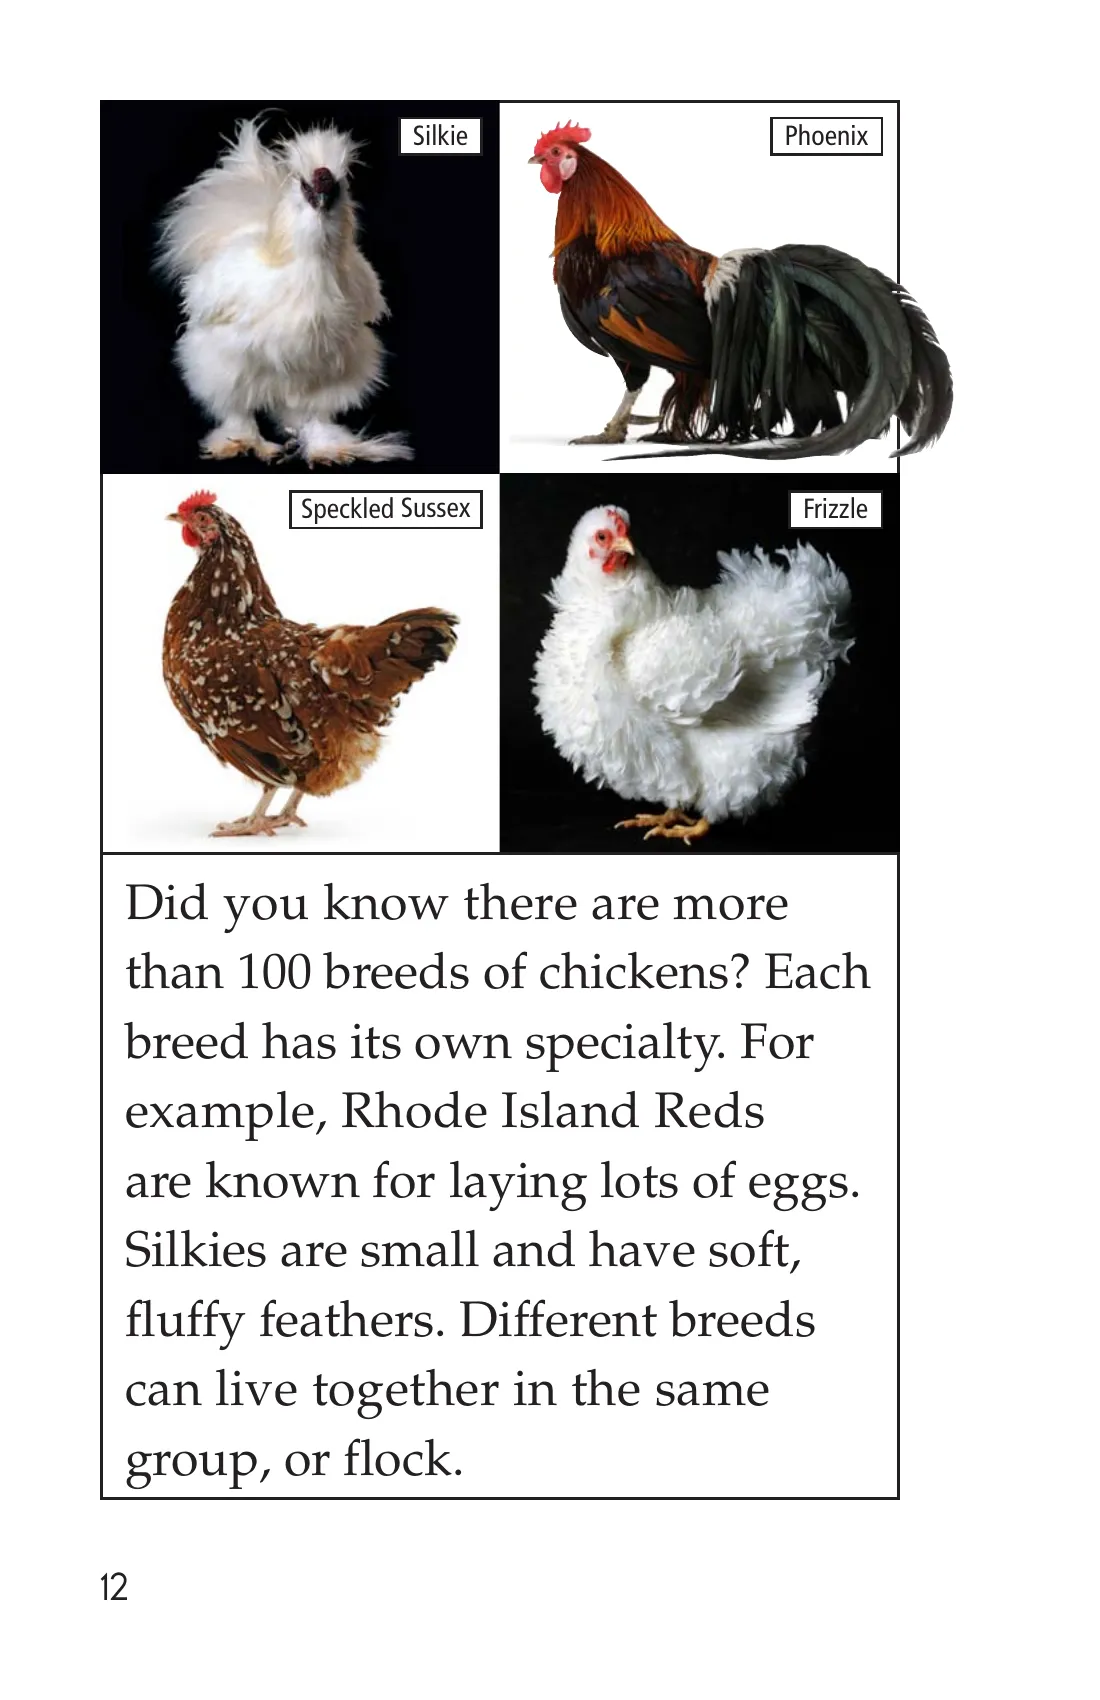 Silkie
Phoenix
Speckled Sussex
Frizzle
Did you know there are more
than 100 breeds of chickens? Each
breed has its own specialty. For
example, Rhode Island Reds
are known for laying lots of eggs.
Silkies are small and have soft,
fluffy feathers. Different breeds
can live together in the same
group, or flock.
12